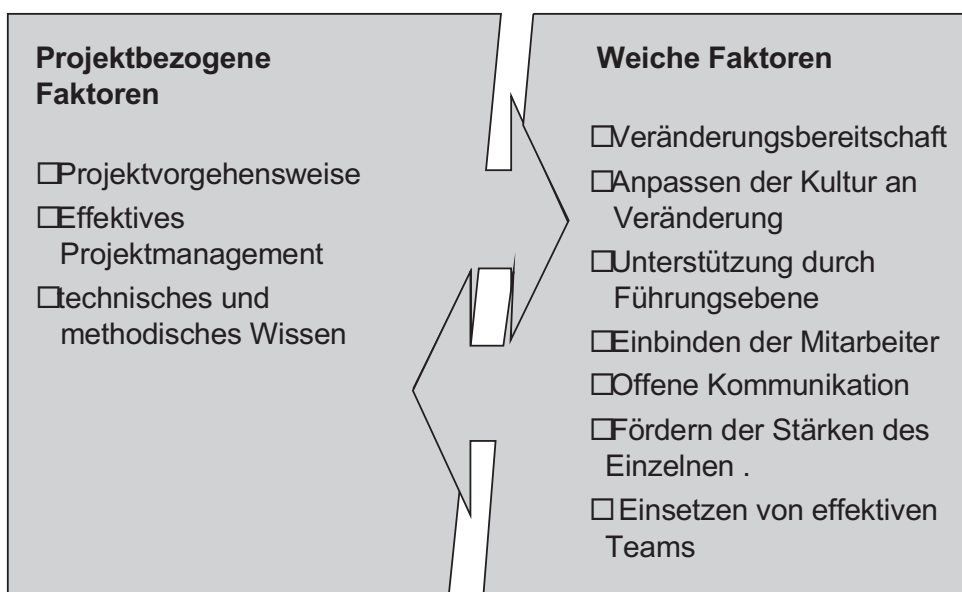 Projektbezogene
Faktoren
□Projektvorgehensweise
□Effektives
Projektmanagement
□technisches und
methodisches Wissen
Weiche Faktoren
□Veränderungsbereitschaft
□Anpassen der Kultur an
Veränderung
□Unterstützung durch
Führungsebene
□Einbinden der Mitarbeiter
□Offene Kommunikation
□Fördern der Stärken des
Einzelnen .
□ Einsetzen von effektiven
Teams